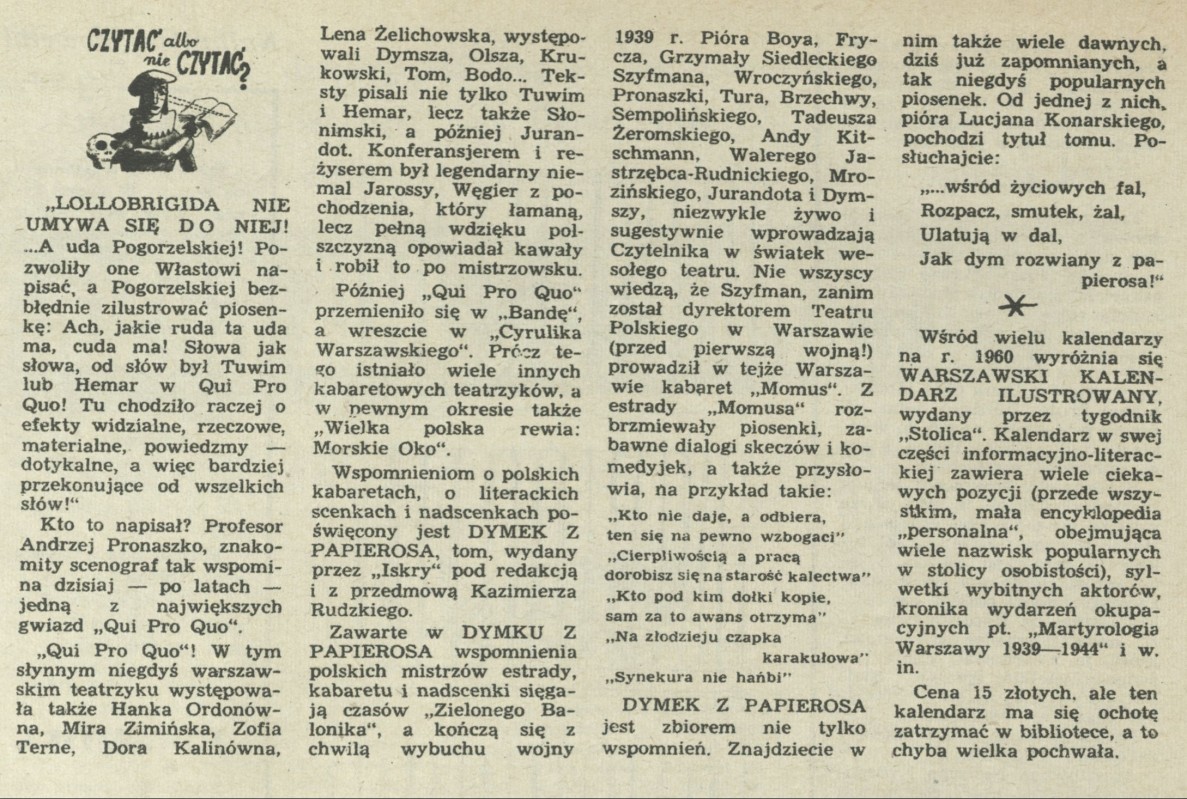 CZYTAĆ albo
nie CZYTAĆ?
„LOLLOBRIGIDA NIE
UMYWA SIĘ DO NIEJ!
...A uda Pogorzelskiej! Po-
zwoliły one Włastowi na-
pisać, a Pogorzelskiej bez-
błędnie zilustrować piosen-
kę: Ach, jakie ruda ta uda
ma, cuda ma! Słowa jak
słowa, od słów był Tuwim
lub Hemar w Qui Pro
Quo! Tu chodziło raczej o
efekty widzialne, rzeczowe,
materialne, powiedzmy —
dotykalne, a więc bardziej
przekonujące od wszelkich
słów!“
Kto to napisał? Profesor
Andrzej Pronaszko, znako-
mity scenograf tak wspomi-
na dzisiaj — po latach —
jedną z największych
gwiazd „Qui Pro Quo“.
„Qui Pro Quo“! W tym
słynnym niegdyś warszaw-
skim teatrzyku występowa-
ła także Hanka Ordonów-
na, Mira Zimińska, Zofia
Terne, Dora Kalinówna,
Lena Żelichowska, występo-
wali Dymsza, Olsza, Kru-
kowski, Tom, Bodo... Tek-
sty pisali nie tylko Tuwim
i Hemar, lecz także Sło-
nimski, a później Juran-
dot. Konferansjerem i re-
żyserem był legendarny nie-
mal Jarossy, Węgier z po-
chodzenia, który łamaną,
lecz pełną wdzięku pol-
szczyzną opowiadał kawały
i robił to po mistrzowsku.
Później „Qui Pro Quo“
przemieniło się w „Bandę“,
a wreszcie w „Cyrulika
Warszawskiego“. Prócz te-
go istniało wiele innych
kabaretowych teatrzyków, a
w pewnym okresie także
„Wielka polska rewia:
Morskie Oko“.
Wspomnieniom o polskich
kabaretach, o literackich
scenkach i nadscenkach po-
święcony jest DYMEK Z
PAPIEROSA, tom, wydany
przez „Iskry“ pod redakcją
i z przedmową Kazimierza
Rudzkiego.
Zawarte w DYMKU Z
PAPIEROSA wspomnienia
polskich mistrzów estrady,
kabaretu i nadscenki sięga-
ją czasów „Zielonego Ba-
lonika“, a kończą się z
chwilą wybuchu wojny
1939 r. Pióra Boya, Fry-
cza, Grzymały Siedleckiego
Szyfmana, Wroczyńskiego,
Pronaszki, Tura, Brzechwy,
Sempolińskiego, Tadeusza
Żeromskiego, Andy Kit-
schmann, Walerego Ja-
strzębca-Rudnickiego, Mro-
zińskiego, Jurandota i Dym-
szy, niezwykle żywo i
sugestywnie wprowadzają
Czytelnika w światek we-
sołego teatru. Nie wszyscy
wiedzą, że Szyfman, zanim
został dyrektorem Teatru
Polskiego w Warszawie
(przed pierwszą wojną!)
prowadził w tejże Warsza-
wie kabaret „Momus“. Z
estrady „Momusa“ roz-
brzmiewały piosenki, za-
bawne dialogi skeczów i ko-
medyjek, a także przysło-
wia, na przykład takie:
„Kto nie daje, a odbiera,
ten się na pewno wzbogaci”
„Cierpliwością a pracą
dorobisz się na starość kalectwa”
„Kto pod kim dołki kopie,
sam za to awans otrzyma”
„Na złodzieju czapka
karakułowa”
„Synekura nie hańbi”
DYMEK Z PAPIEROSA
jest zbiorem nie tylko
wspomnień. Znajdziecie w
nim także wiele dawnych,
dziś już zapomnianych, a
tak niegdyś popularnych
piosenek. Od jednej z nich,
pióra Lucjana Konarskiego,
pochodzi tytuł tomu. Po-
słuchajcie:
„...wśród życiowych fal,
Rozpacz, smutek, żal,
Ulatują w dal,
Jak dym rozwiany z pa-
pierosa!“
Wśród wielu kalendarzy
na r. 1960 wyróżnia się
WARSZAWSKI KALEN-
DARZ ILUSTROWANY,
wydany przez tygodnik
„Stolica“. Kalendarz w swej
części informacyjno-literac-
kiej zawiera wiele cieka-
wych pozycji (przede wszy-
stkim, mała encyklopedia
„personalna“, obejmująca
wiele nazwisk popularnych
w stolicy osobistości), syl-
wetki wybitnych aktorów,
kronika wydarzeń okupa-
cyjnych pt. „Martyrologia
Warszawy 1939—1944“ i w.
in.
Cena 15 złotych, ale ten
kalendarz ma się ochotę
zatrzymać w bibliotece, a to
chyba wielka pochwała.